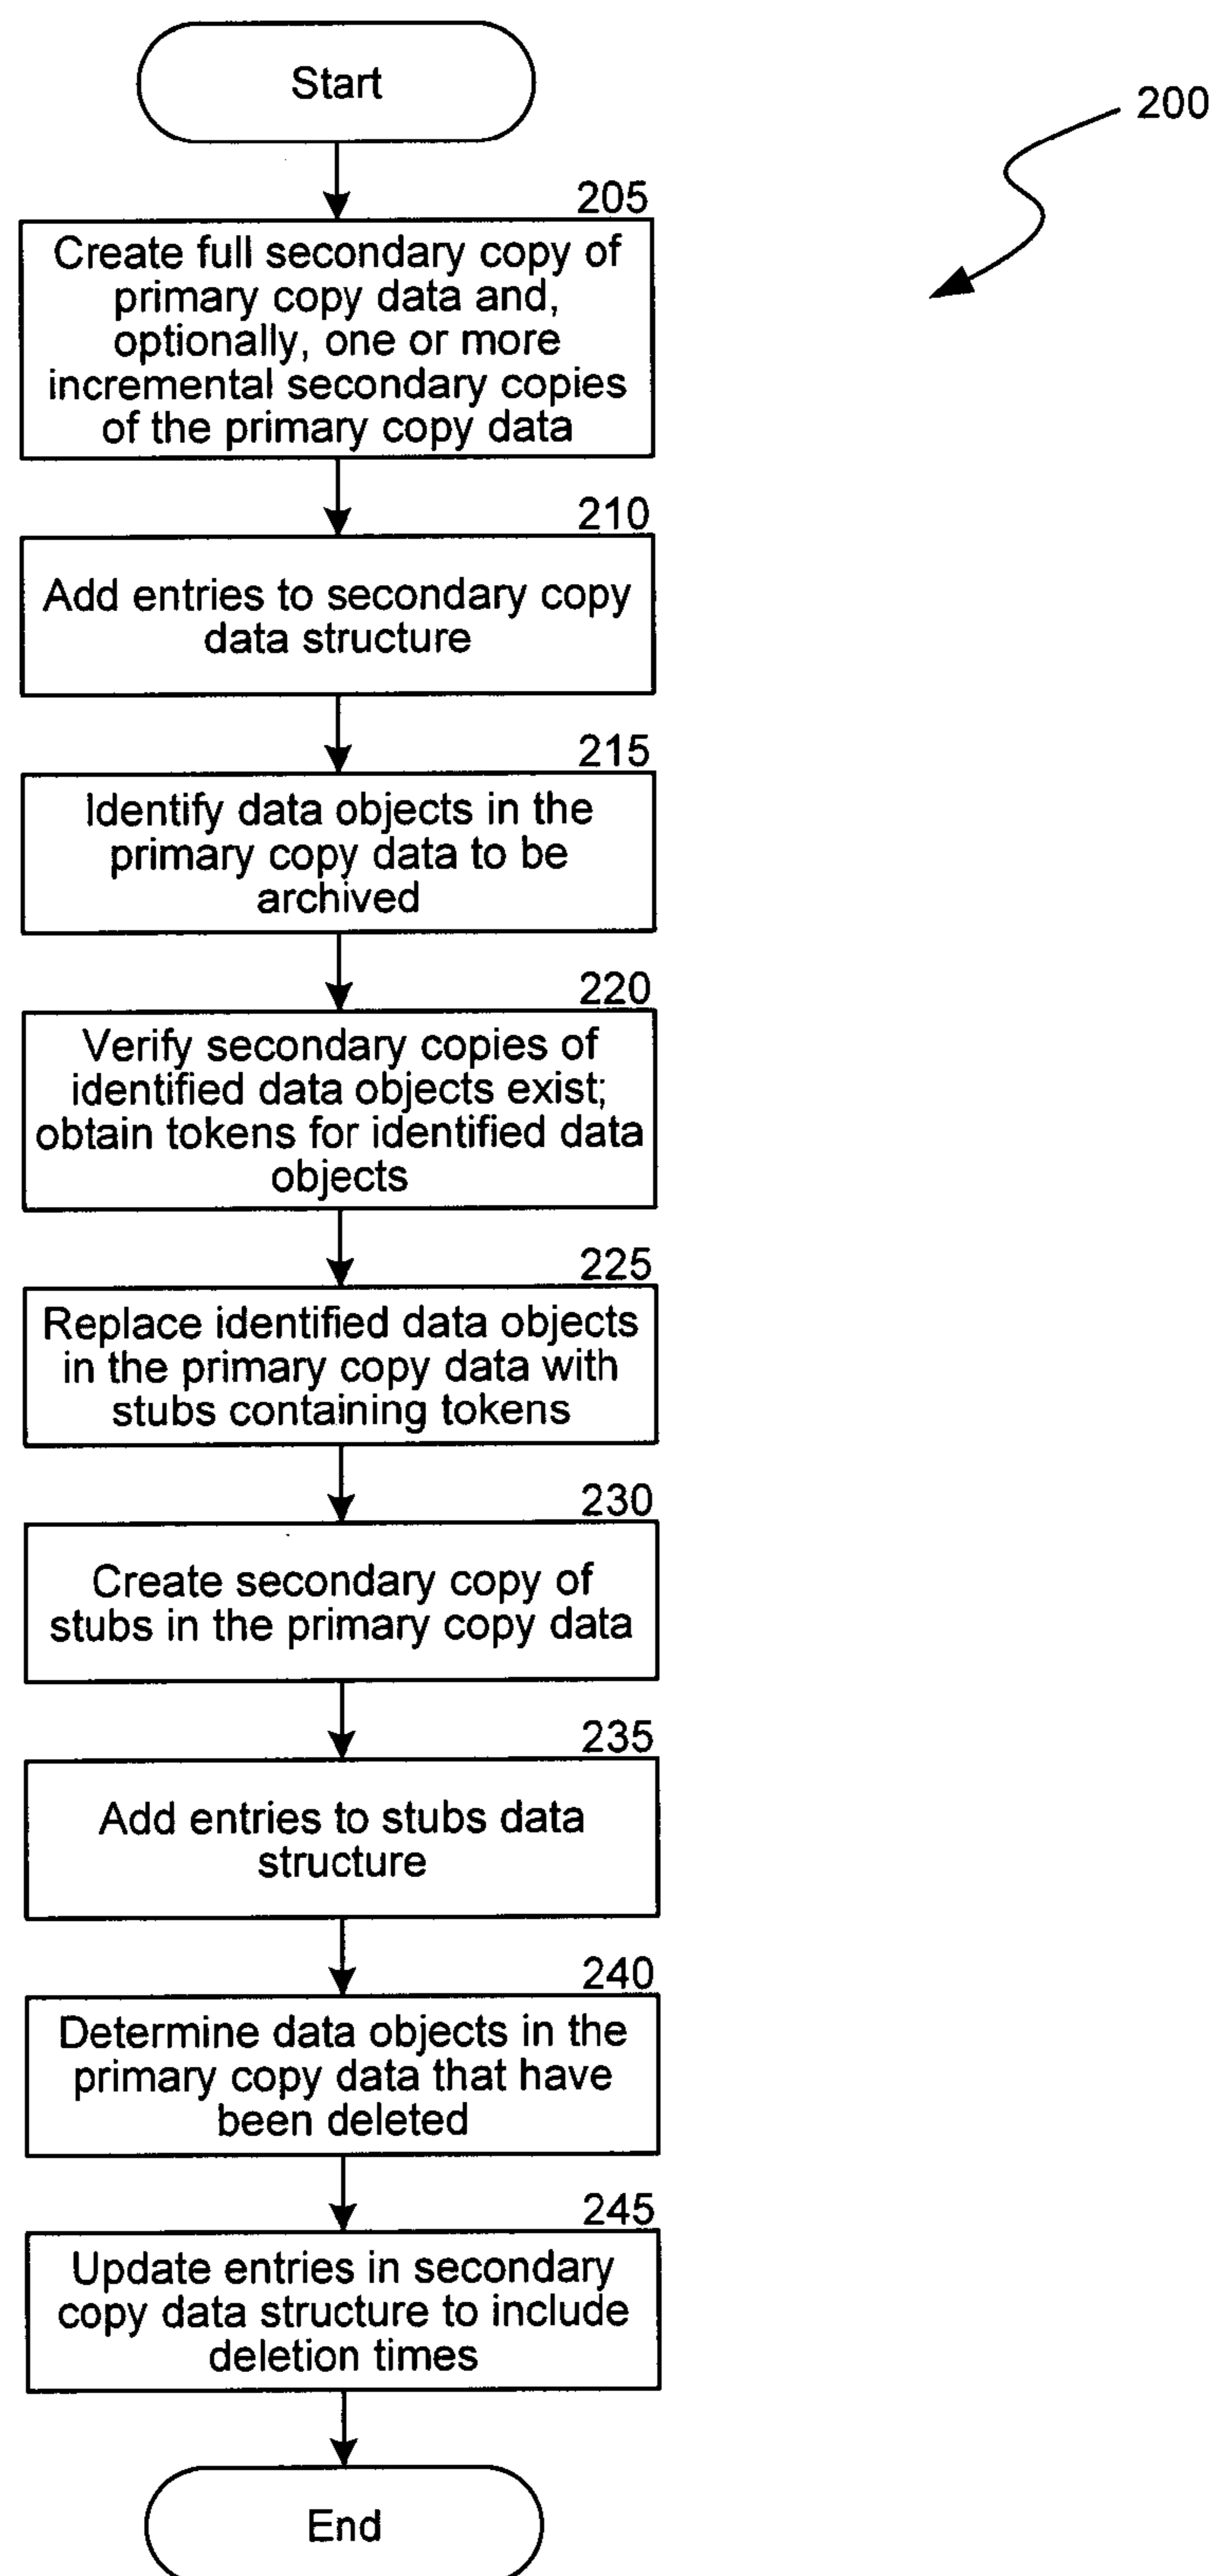 Start
200
205
Create full secondary copy of
primary copy data and,
optionally, one or more
incremental secondary copies
of the primary copy data
210
Add entries to secondary copy
data structure
215
Identify data objects in the
primary copy data to be
archived
220
Verify secondary copies of
identified data objects exist;
obtain tokens for identified data
objects
225
Replace identified data objects
in the primary copy data with
stubs containing tokens
230
Create secondary copy of
stubs in the primary copy data
235
Add entries to stubs data
structure
240
Determine data objects in the
primary copy data that have
been deleted
245
Update entries in secondary
copy data structure to include
deletion times
End